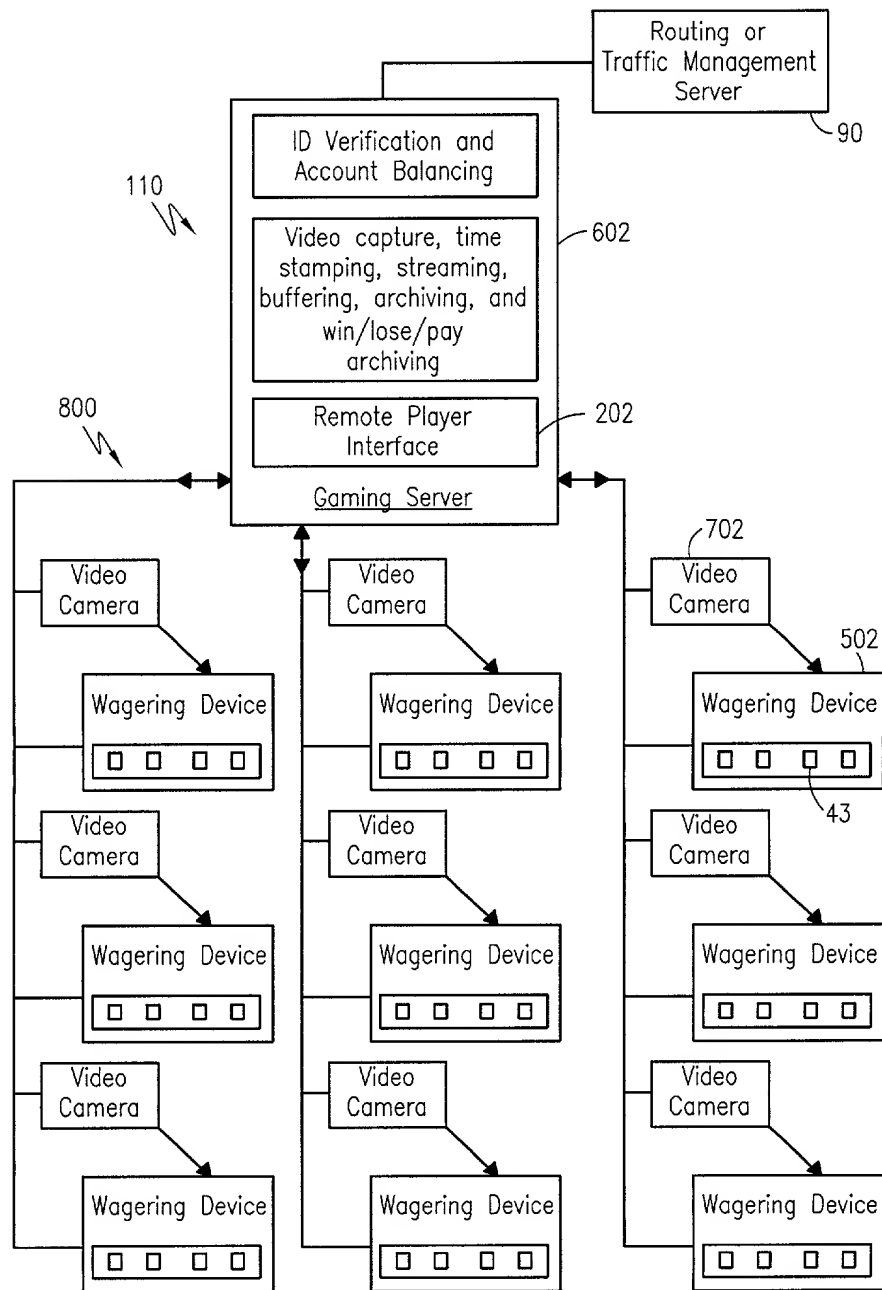 Routing or
Traffic Management
Server
90
ID Verification and
Account Balancing
110
Video capture, time
stamping, streaming,
buffering, archiving, and
win/lose/pay
archiving
602
800
Remote Player
Interface
202
Gaming Server
Video
Camera
Video
Camera
702
Video
Camera
502
Wagering Device
Wagering Device
Wagering Device
43
Video
Camera
Video
Camera
Video
Camera
Wagering Device
Wagering Device
Wagering Device
Video
Camera
Video
Camera
Video
Camera
Wagering Device
Wagering Device
Wagering Device